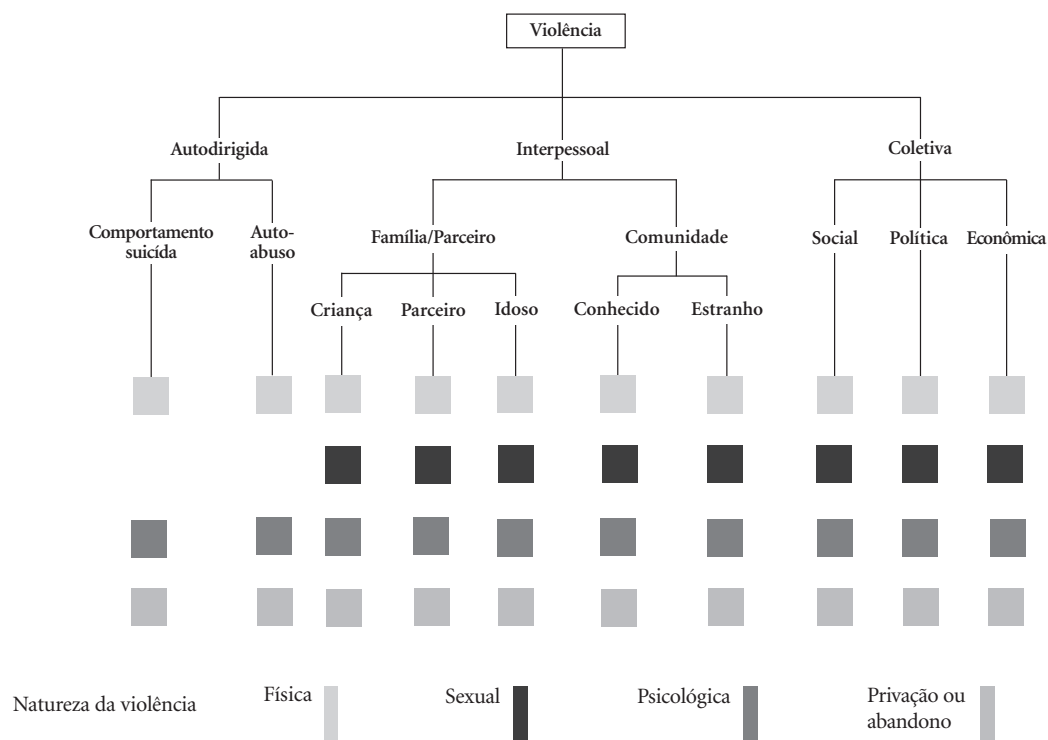 Violência
Autodirigida
Interpessoal
Coletiva
Comportamento
suicída
Auto-
abuso
Família/Parceiro
Comunidade
Social
Política
Econômica
Criança
Parceiro
Idoso
Conhecido
Estranho
Natureza da violência
Física
Sexual
Psicológica
Privação ou
abandono